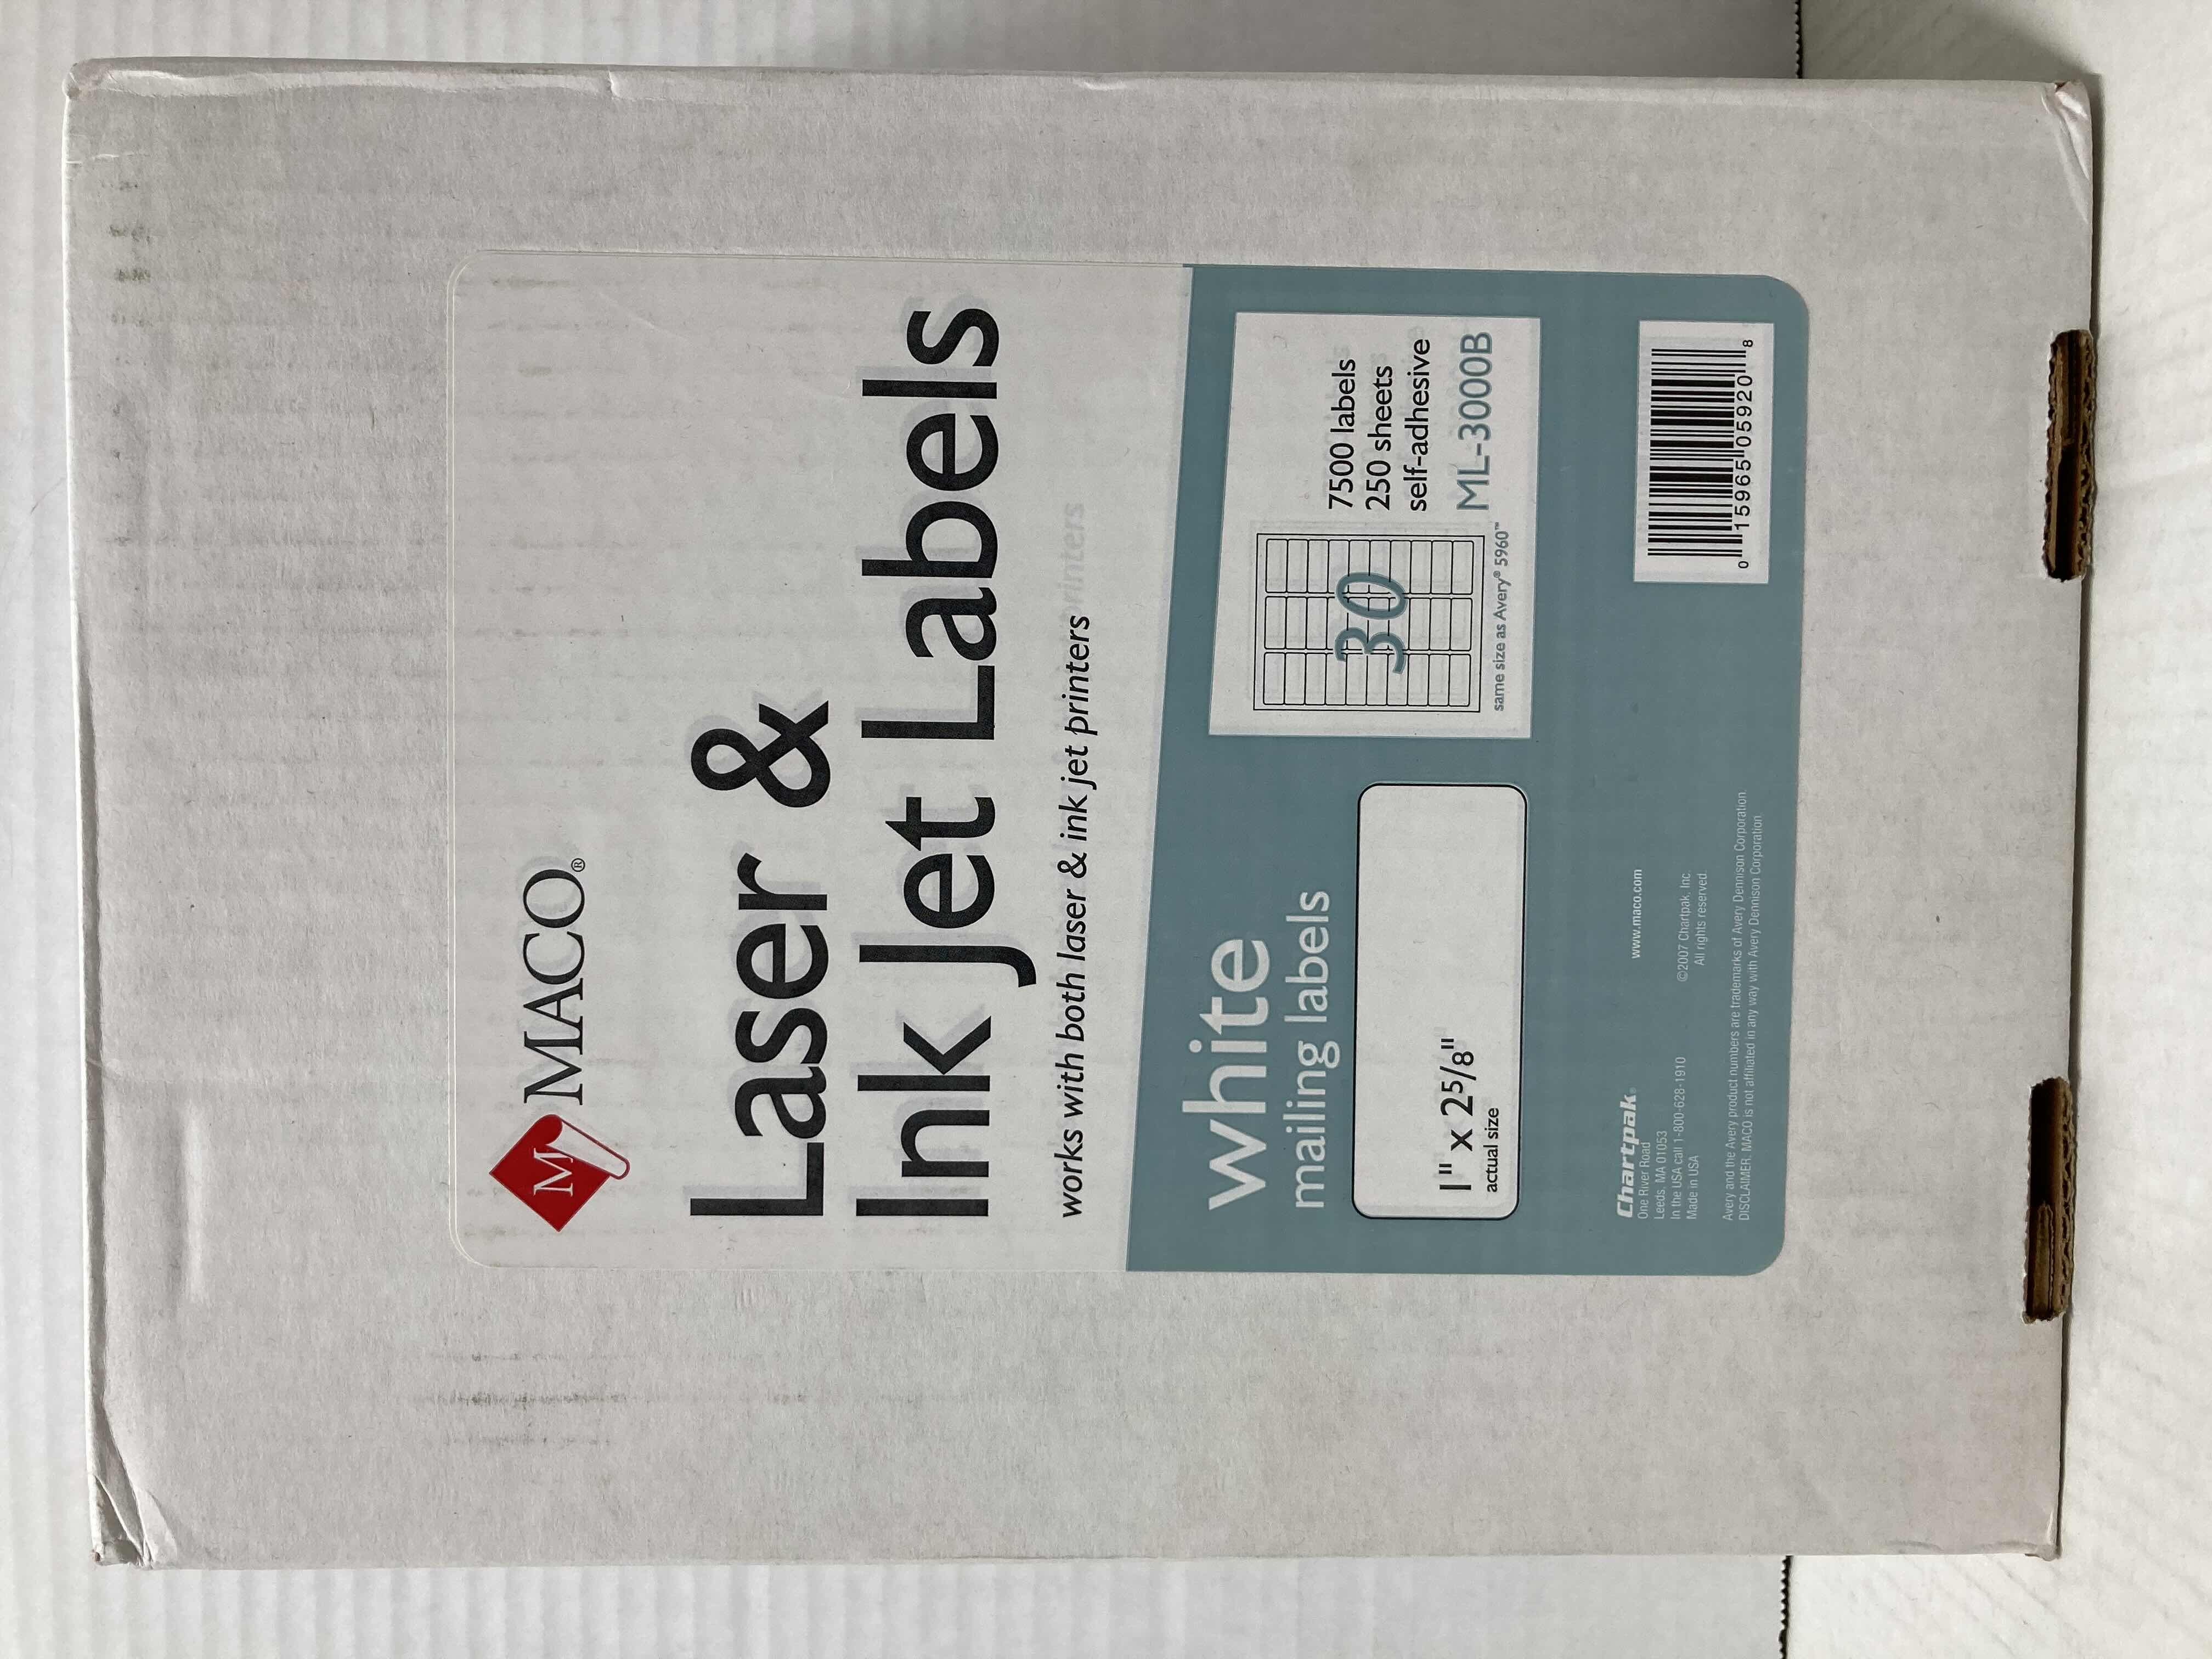 M MACO®
Laser &
Ink Jet Labels
works with both laser & ink jet printers
white
mailing labels
1" x 2 5/8"
actual size
30
7500 labels
250 sheets
self-adhesive
ML-3000B
same size as Avery® 5960™
Chartpak®
One River Road
Leeds, MA 01053
In the USA call 1-800-628-1910
Made in USA
www.maco.com
©2007 Chartpak, Inc.
All rights reserved.
Avery and the Avery product numbers are trademarks of Avery Dennison Corporation.
DISCLAIMER: MACO is not affiliated in any way with Avery Dennison Corporation.
0 15965 05920 8